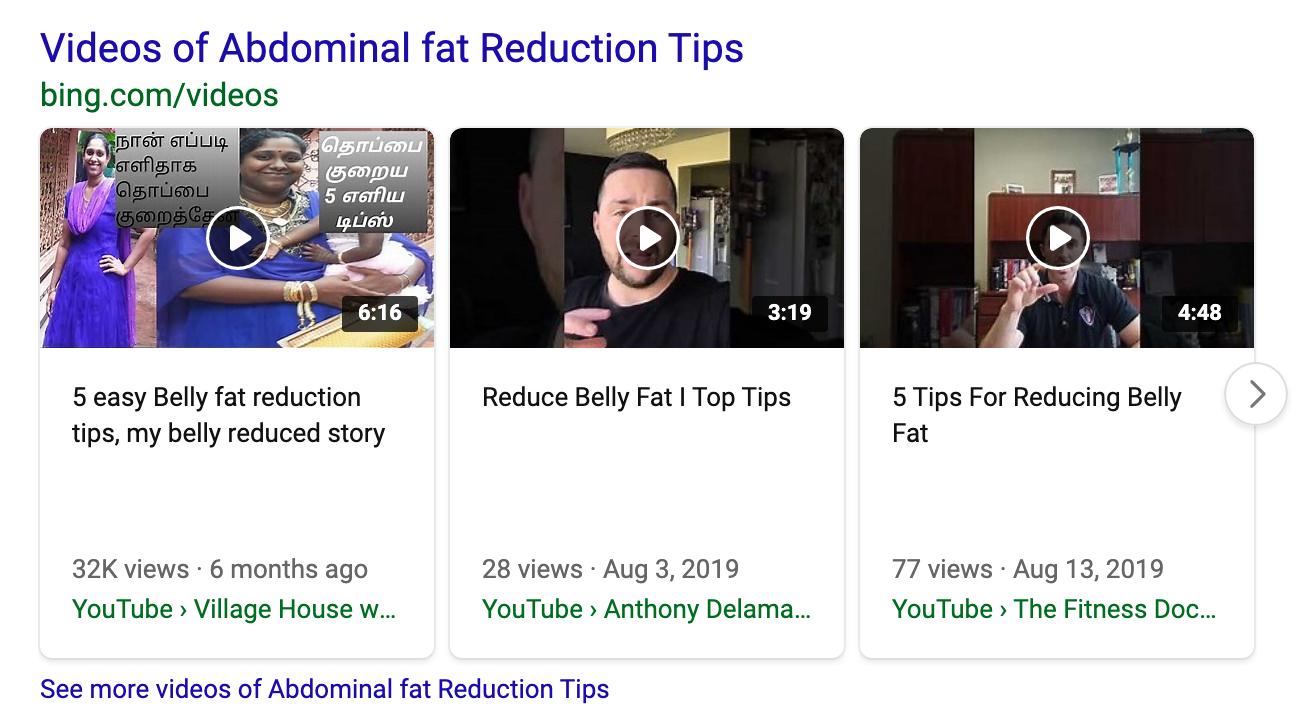 Videos of Abdominal fat Reduction Tips
bing.com/videos
நான் எப்படி
எளிதாக
தொப்பை
குறைத்தேன்
தொப்பை
குறைய
5 எளிய
டிப்ஸ்
6:16
3:19
4:48
5 easy Belly fat reduction
tips, my belly reduced story
Reduce Belly Fat I Top Tips
5 Tips For Reducing Belly
Fat
32K views · 6 months ago
YouTube › Village House w...
28 views · Aug 3, 2019
YouTube › Anthony Delama...
77 views · Aug 13, 2019
YouTube › The Fitness Doc...
See more videos of Abdominal fat Reduction Tips